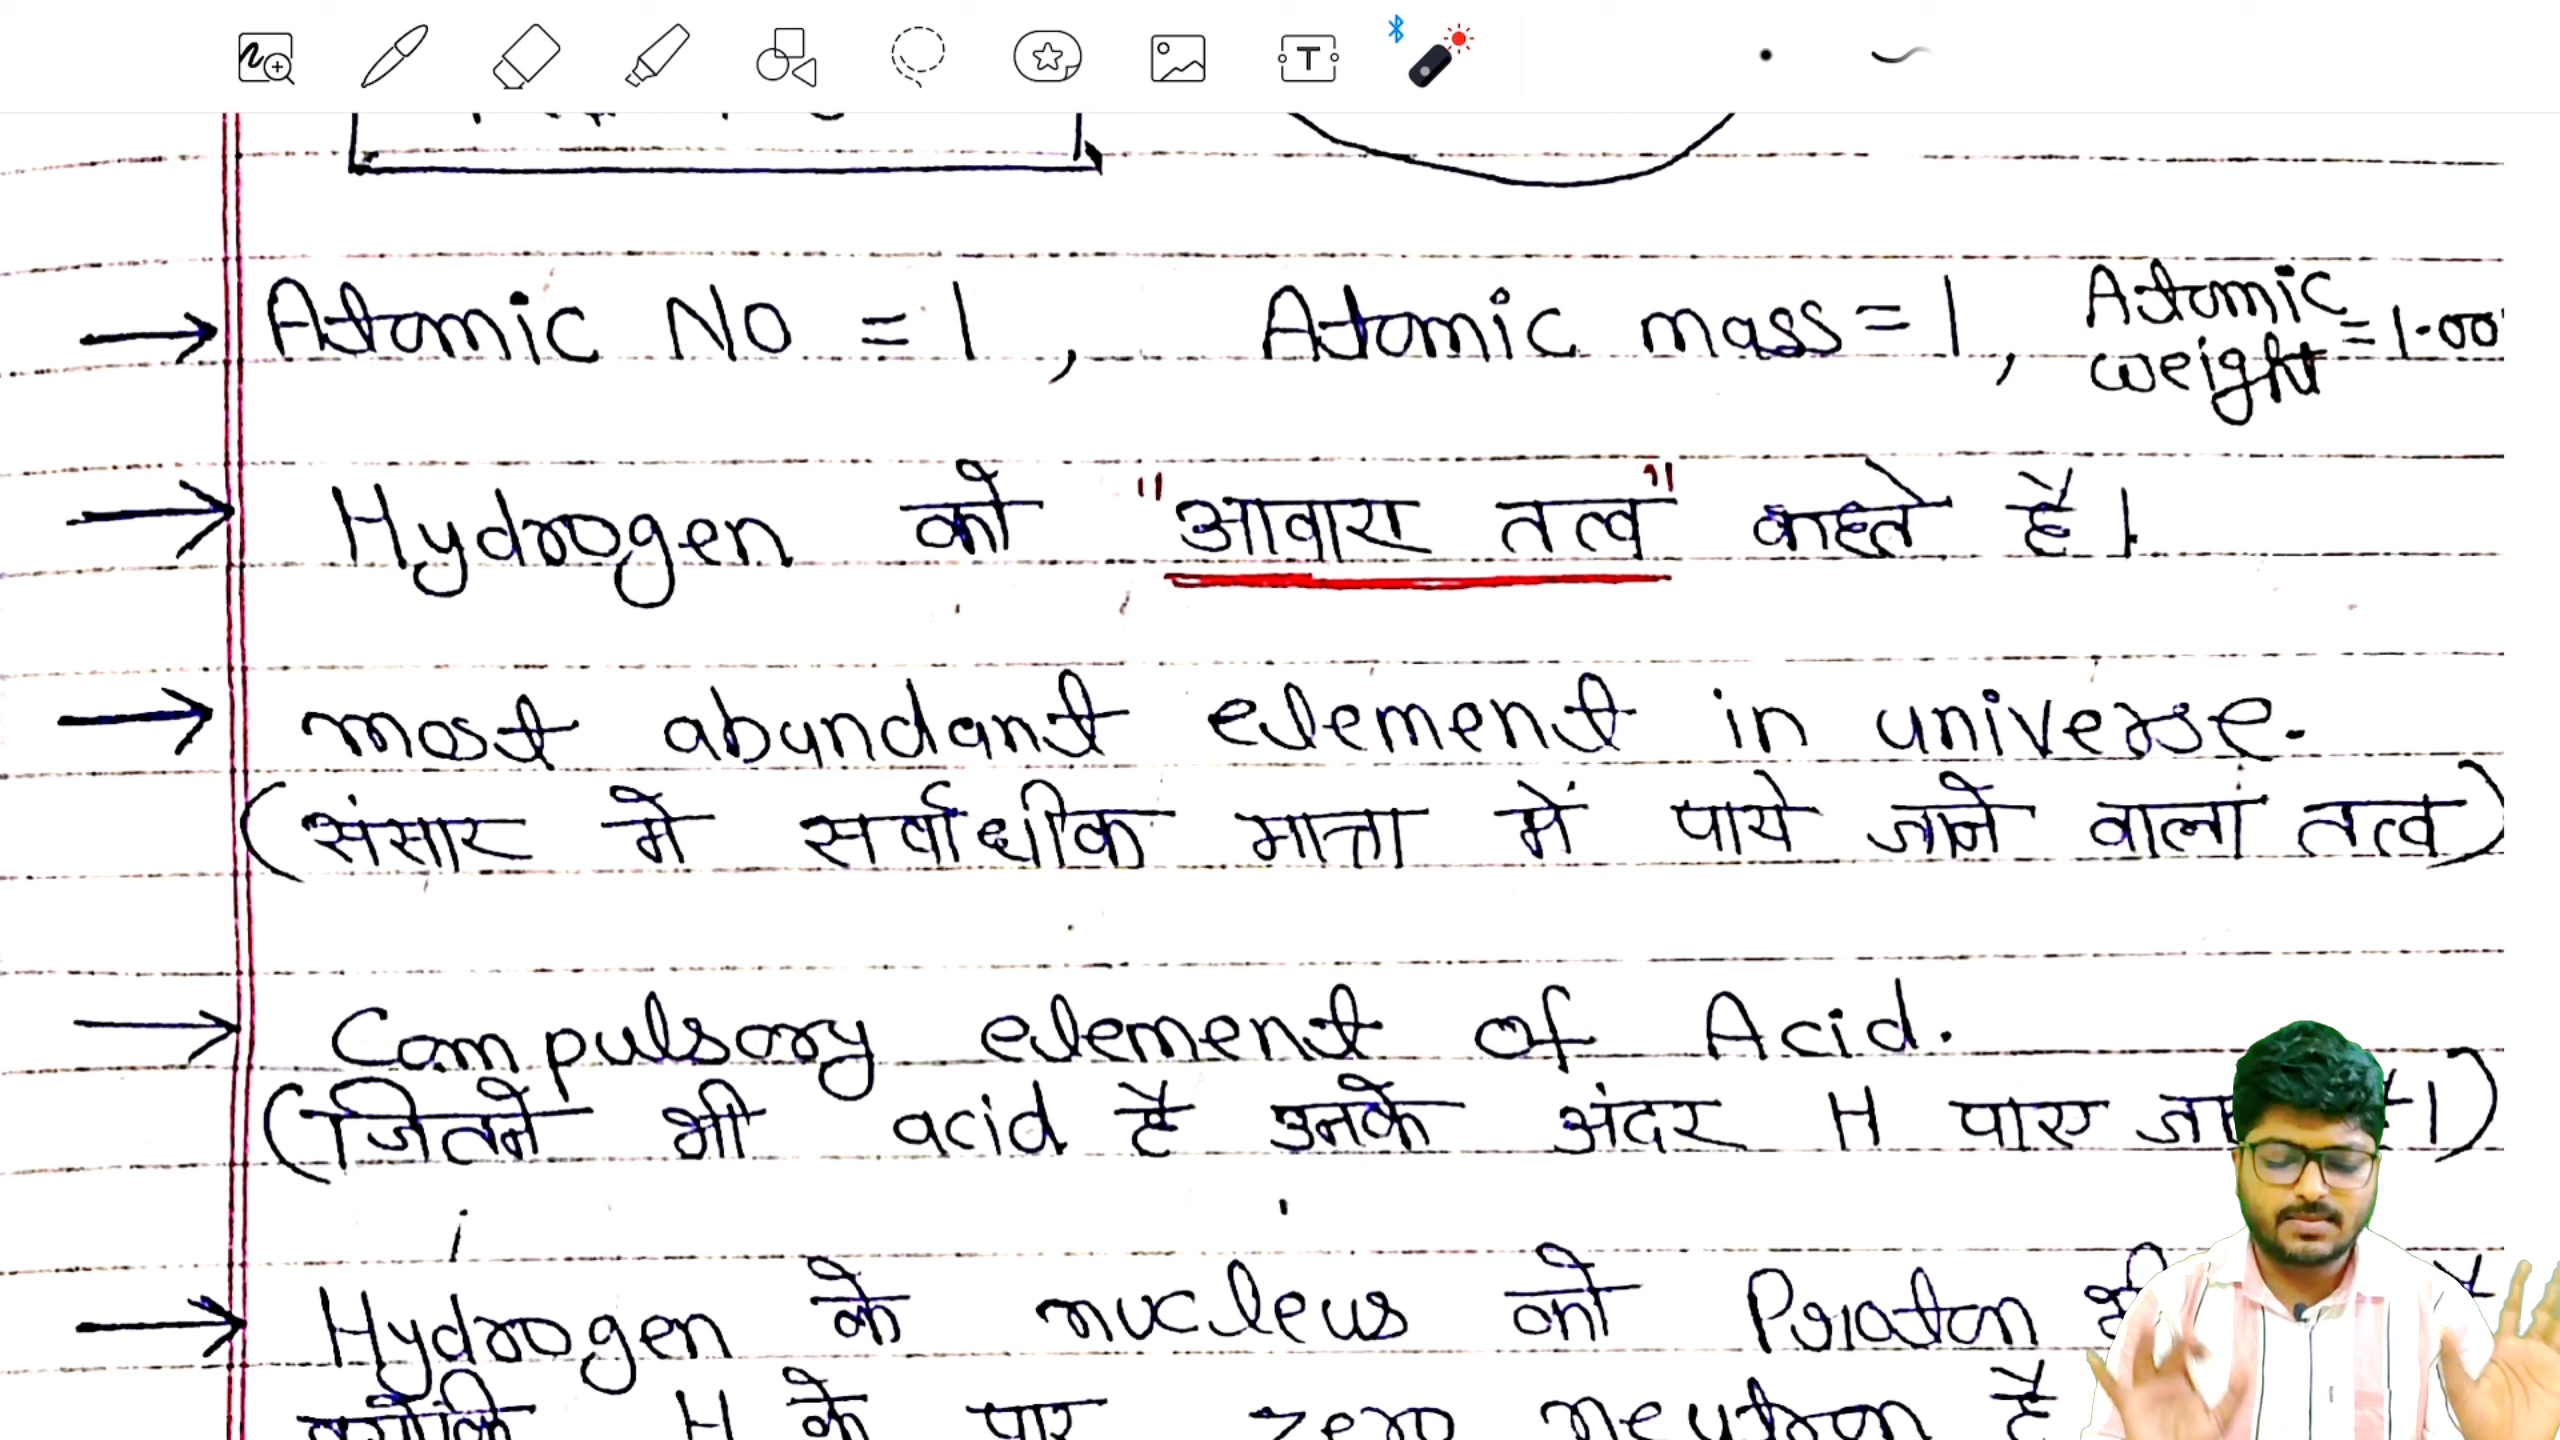 Atomic No = 1 , Atomic mass = 1 , Atomic weight = 1.00
Hydrogen को "आवारा तत्व" कहते है।
most abundant element in universe.
(संसार मे सर्वाधीक मात्रा में पाये जाने वाला तत्व)
Compulsory element of Acid.
(जितने भी acid है उनके अंदर H पाए जा
Hydrogen के nucleus को Proton
क्योंकि H के पार zero neutron है